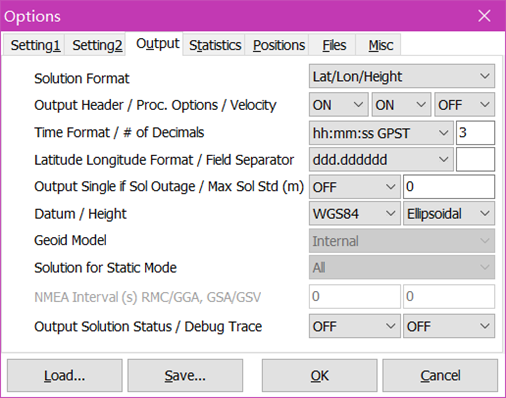 Options
Setting1 Setting2 Output Statistics Positions Files Misc
Solution Format Lat/Lon/Height
Output Header / Proc. Options / Velocity ON ON OFF
Time Format / # of Decimals hh:mm:ss GPST 3
Latitude Longitude Format / Field Separator ddd.dddddd
Output Single if Sol Outage / Max Sol Std (m) OFF 0
Datum / Height WGS84 Ellipsoidal
Geoid Model Internal
Solution for Static Mode All
NMEA Interval (s) RMC/GGA, GSA/GSV 0 0
Output Solution Status / Debug Trace OFF OFF
Load... Save... OK Cancel